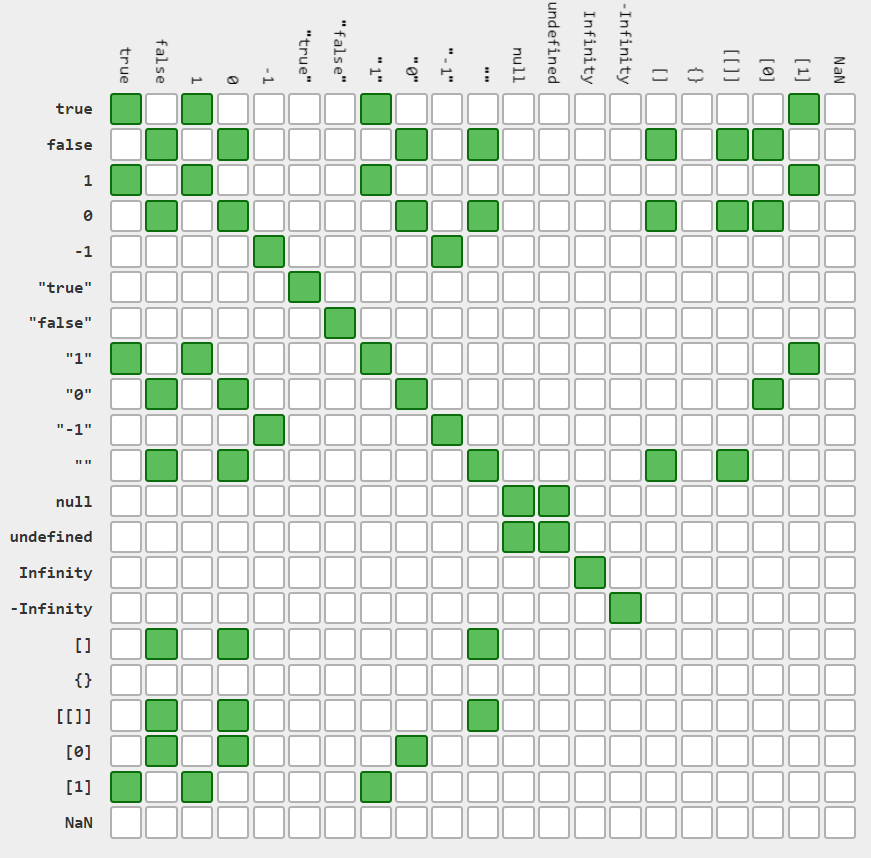 true
false
1
0
-1
"true"
"false"
"1"
"0"
"-1"
""
null
undefined
Infinity
-Infinity
[]
{}
[[]]
[0]
[1]
NaN
true
false
1
0
-1
"true"
"false"
"1"
"0"
"-1"
""
null
undefined
Infinity
-Infinity
[]
{}
[[]]
[0]
[1]
NaN